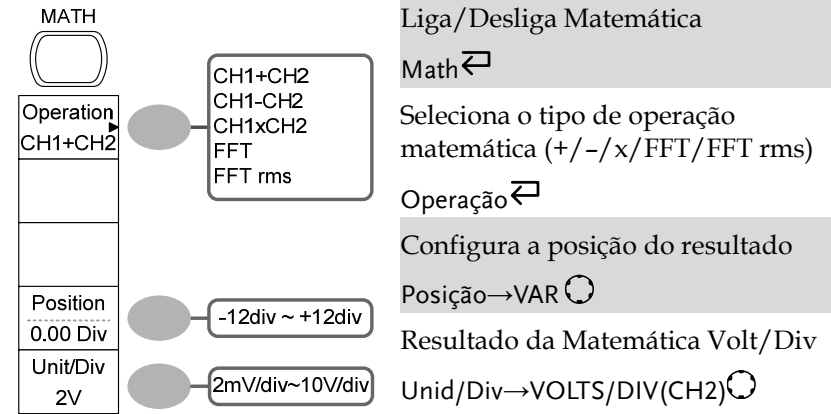 MATH
Operation
CH1+CH2
CH1+CH2
CH1-CH2
CH1xCH2
FFT
FFT rms
Position
0.00 Div
-12div ~ +12div
Unit/Div
2V
2mV/div~10V/div
Liga/Desliga Matemática
Math
Seleciona o tipo de operação
matemática (+/–/x/FFT/FFT rms)
Operação
Configura a posição do resultado
Posição→VAR
Resultado da Matemática Volt/Div
Unid/Div→VOLTS/DIV(CH2)